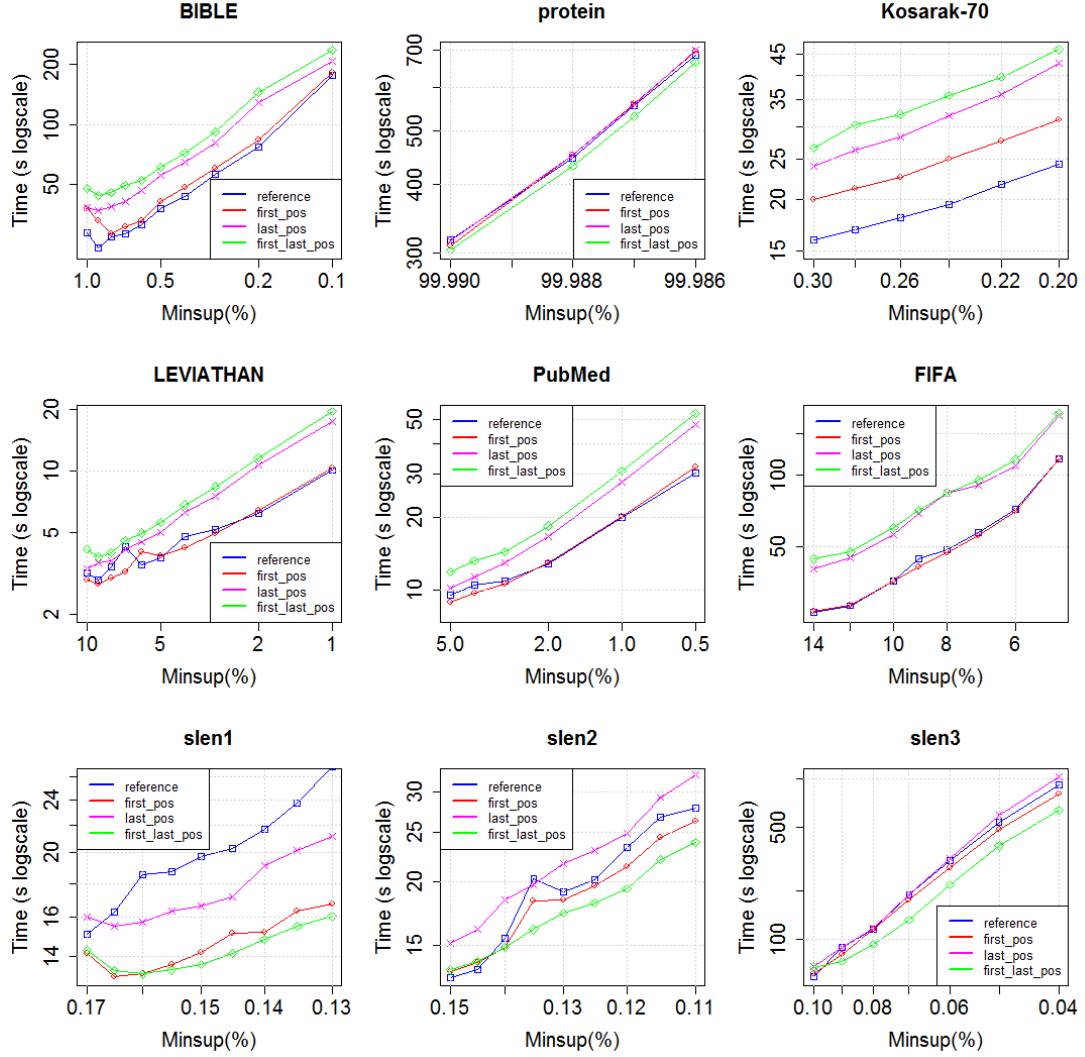 BIBLE
Time (s logscale)
200
100
50
reference
first_pos
last_pos
first_last_pos
1.0 0.5 0.2 0.1
Minsup(%)
protein
Time (s logscale)
700
500
400
300
reference
first_pos
last_pos
first_last_pos
99.990 99.988 99.986
Minsup(%)
Kosarak-70
Time (s logscale)
45
35
25
20
15
0.30 0.26 0.22 0.20
Minsup(%)
LEVIATHAN
Time (s logscale)
20
10
5
2
reference
first_pos
last_pos
first_last_pos
10 5 2 1
Minsup(%)
PubMed
Time (s logscale)
50
30
20
10
reference
first_pos
last_pos
first_last_pos
5.0 2.0 1.0 0.5
Minsup(%)
FIFA
Time (s logscale)
100
50
reference
first_pos
last_pos
first_last_pos
14 10 8 6
Minsup(%)
slen1
Time (s logscale)
24
20
16
14
reference
first_pos
last_pos
first_last_pos
0.17 0.15 0.14 0.13
Minsup(%)
slen2
Time (s logscale)
30
25
20
15
reference
first_pos
last_pos
first_last_pos
0.15 0.13 0.12 0.11
Minsup(%)
slen3
Time (s logscale)
500
100
reference
first_pos
last_pos
first_last_pos
0.10 0.08 0.06 0.04
Minsup(%)